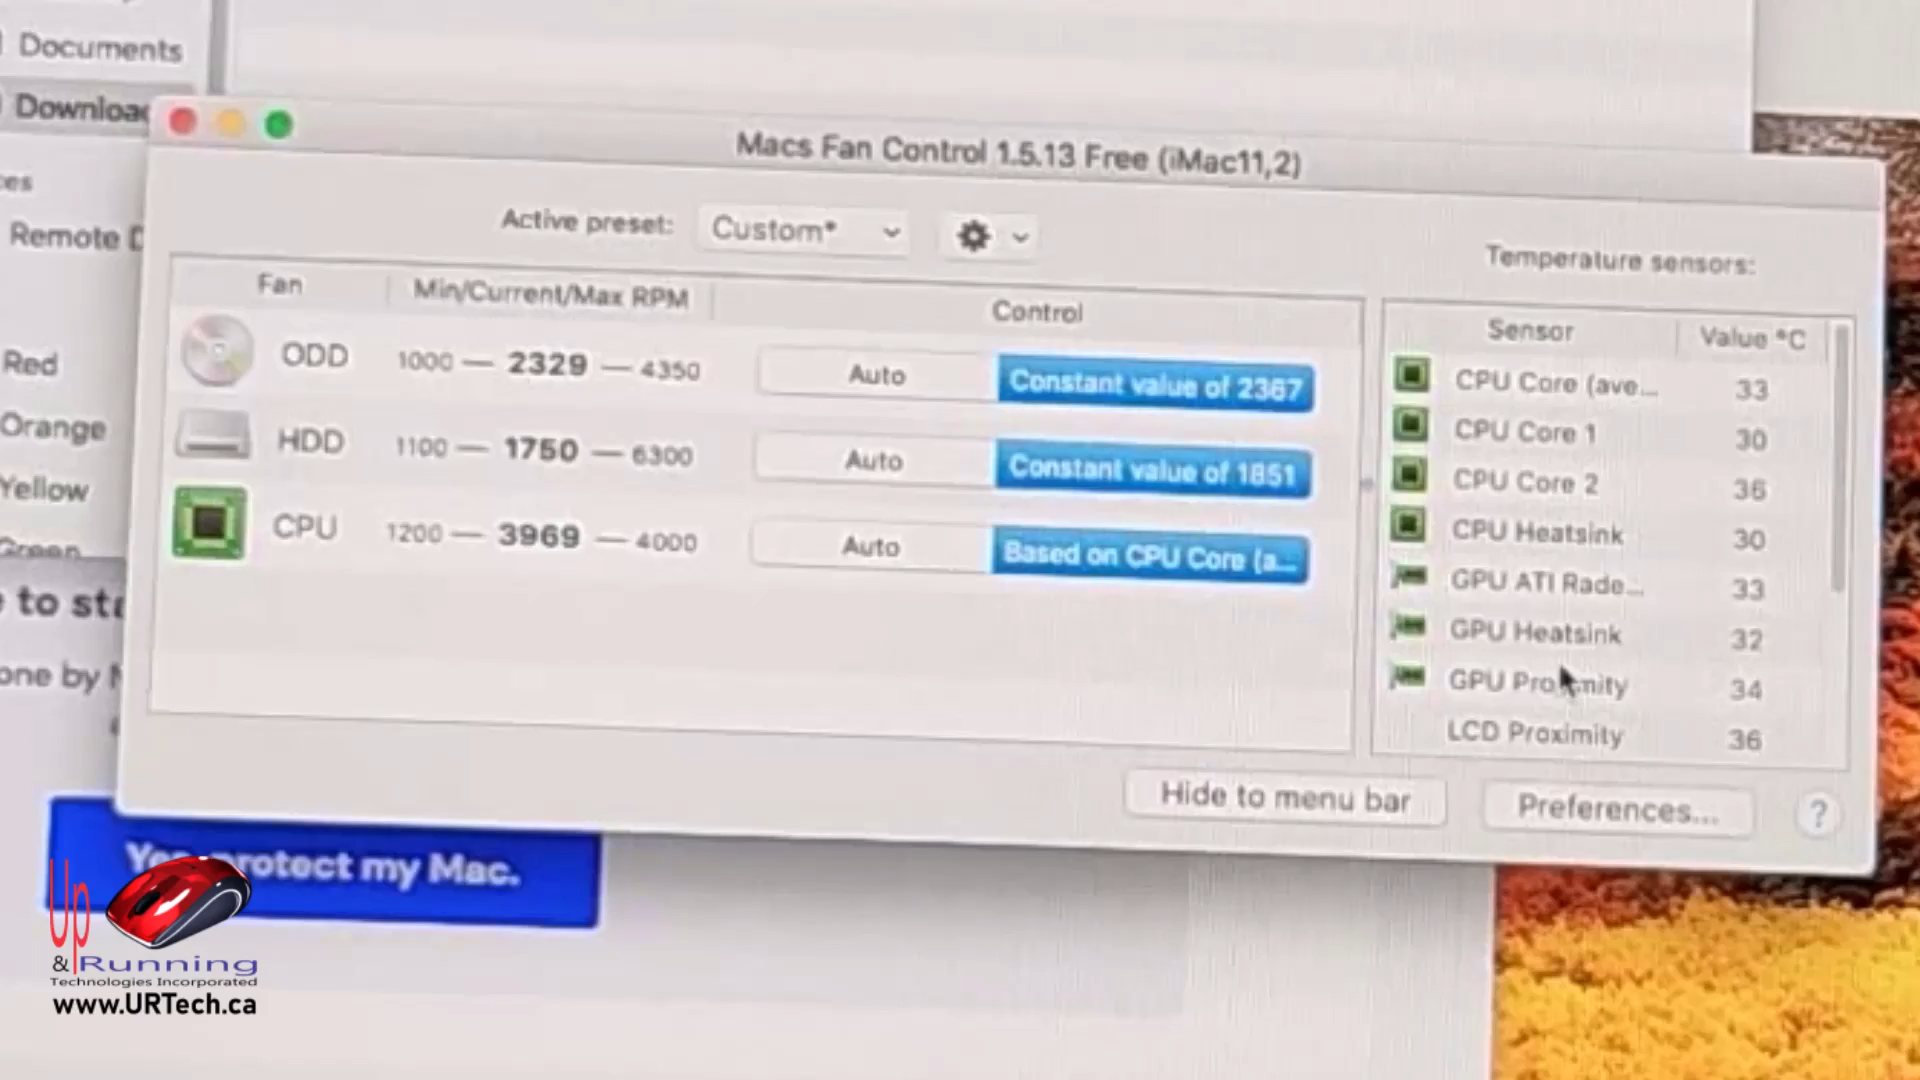 Documents
Macs Fan Control 1.5.13 Free (iMac11,2)
Remote
Active preset: Custom*
Temperature sensors:
Fan Min/Current/Max RPM Control
Sensor Value °C
ODD 1000 — 2329 — 4350 Auto Constant value of 2367
HDD 1100 — 1750 — 6300 Auto Constant value of 1851
CPU 1200 — 3969 — 4000 Auto Based on CPU Core (a...
CPU Core (ave... 33
CPU Core 1 30
CPU Core 2 36
CPU Heatsink 30
GPU ATI Rade... 33
GPU Heatsink 32
GPU Proximity 34
LCD Proximity 36
Red
Orange
Yellow
Green
to sta
one by
Hide to menu bar
Preferences...
?
Yes, protect my Mac.
Up
& Running
Technologies Incorporated
www.URTech.ca